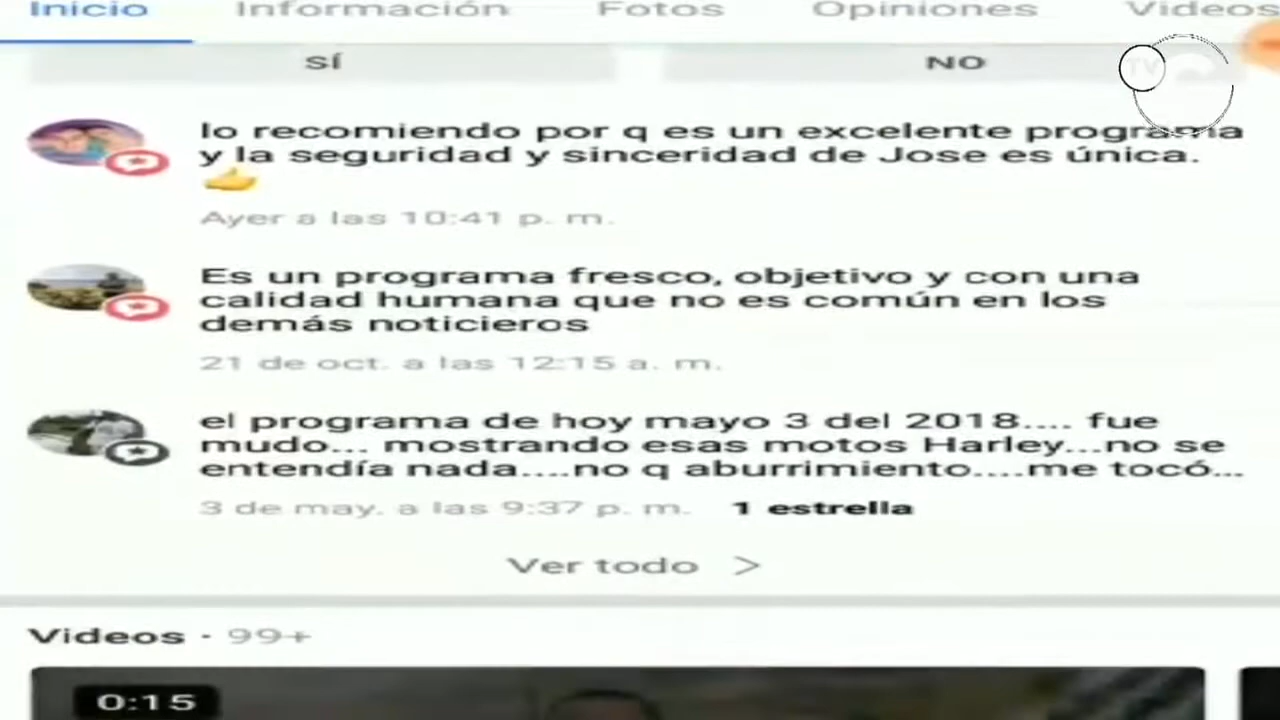 Inicio Información Fotos Opiniones Videos
SÍ NO
TV
lo recomiendo por q es un excelente programa
y la seguridad y sinceridad de Jose es única.
👍
Ayer a las 10:41 p. m.
Es un programa fresco, objetivo y con una
calidad humana que no es común en los
demás noticieros
21 de oct. a las 12:15 a. m.
el programa de hoy mayo 3 del 2018.... fue
mudo... mostrando esas motos Harley...no se
entendía nada....no q aburrimiento....me tocó...
3 de may. a las 9:37 p. m. 1 estrella
Ver todo >
Videos · 99+
0:15